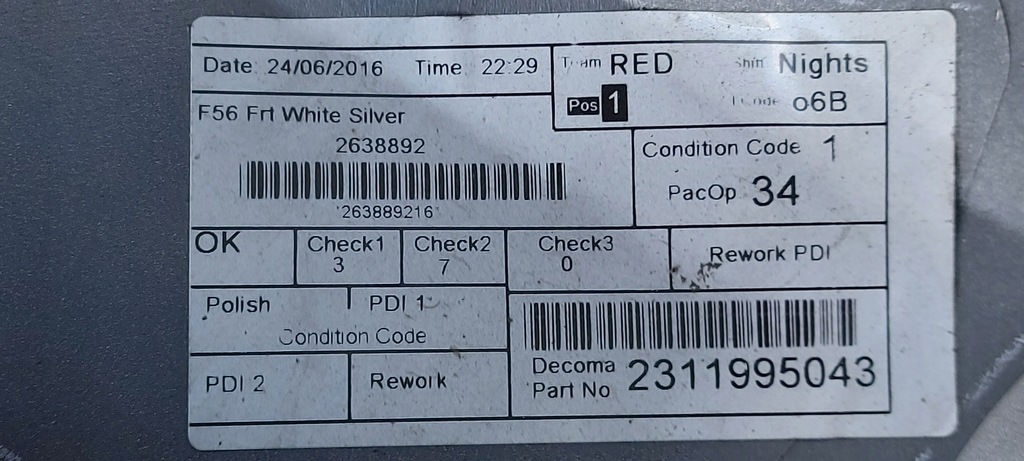 Date 24/06/2016 Time 22:29
Team RED Shift Nights
Pos 1 o6B
F56 Frt White Silver
2638892
263889216
Condition Code 1
PacOp 34
OK Check1 Check2 Check3 Rework PDI
3 7 0
Polish PDI 1
Condition Code
PDI 2 Rework
Decoma
Part No 2311995043